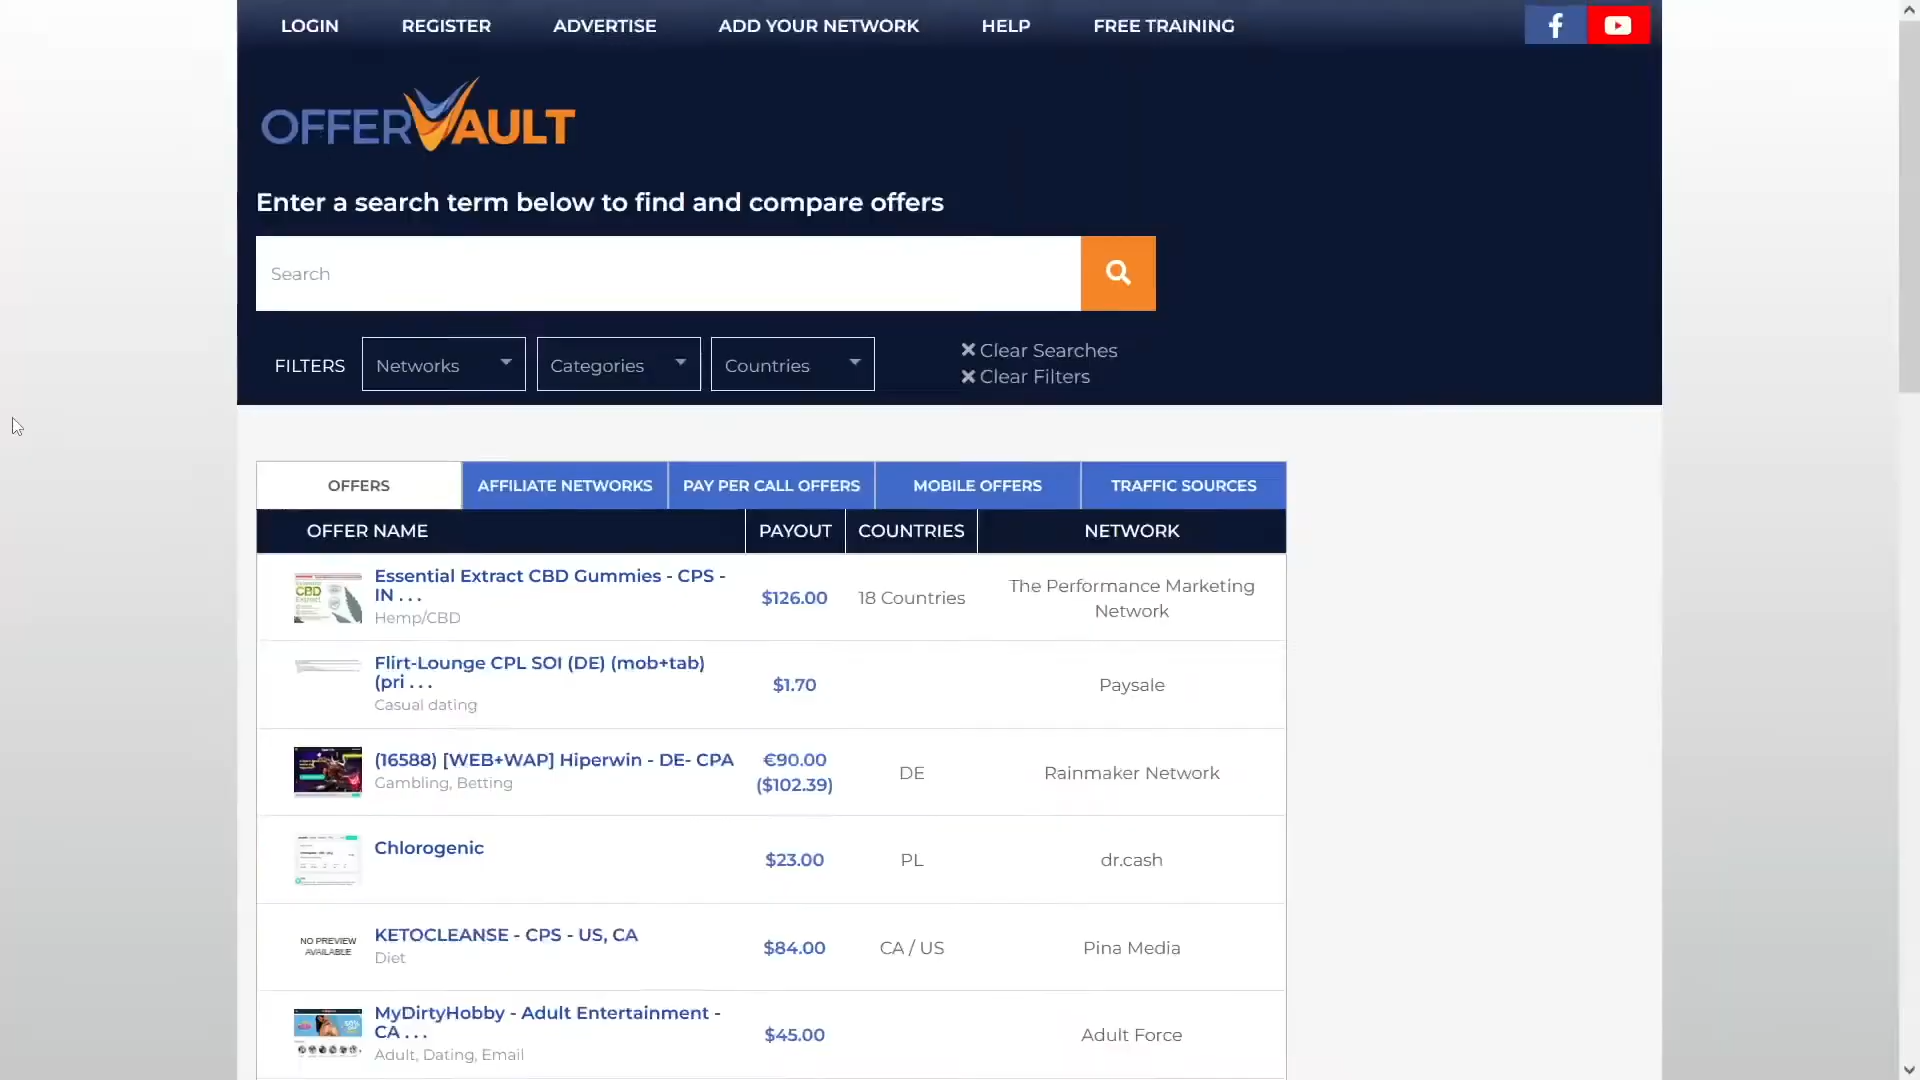 LOGIN
REGISTER
ADVERTISE
ADD YOUR NETWORK
HELP
FREE TRAINING
OFFERVAULT
Enter a search term below to find and compare offers
Search
FILTERS
Networks
Categories
Countries
Clear Searches
Clear Filters
OFFERS
AFFILIATE NETWORKS
PAY PER CALL OFFERS
MOBILE OFFERS
TRAFFIC SOURCES
OFFER NAME
PAYOUT
COUNTRIES
NETWORK
CBD
Essential Extract CBD Gummies - CPS -
IN . . .
Hemp/CBD
$126.00
18 Countries
The Performance Marketing
Network
Flirt-Lounge CPL SOI (DE) (mob+tab)
(pri . . .
Casual dating
$1.70
Paysale
(16588) [WEB+WAP] Hiperwin - DE- CPA
Gambling, Betting
€90.00
($102.39)
DE
Rainmaker Network
Chlorogenic
$23.00
PL
dr.cash
NO PREVIEW
AVAILABLE
KETOCLEANSE - CPS - US, CA
Diet
$84.00
CA / US
Pina Media
MyDirtyHobby - Adult Entertainment -
CA . . .
Adult, Dating, Email
$45.00
Adult Force